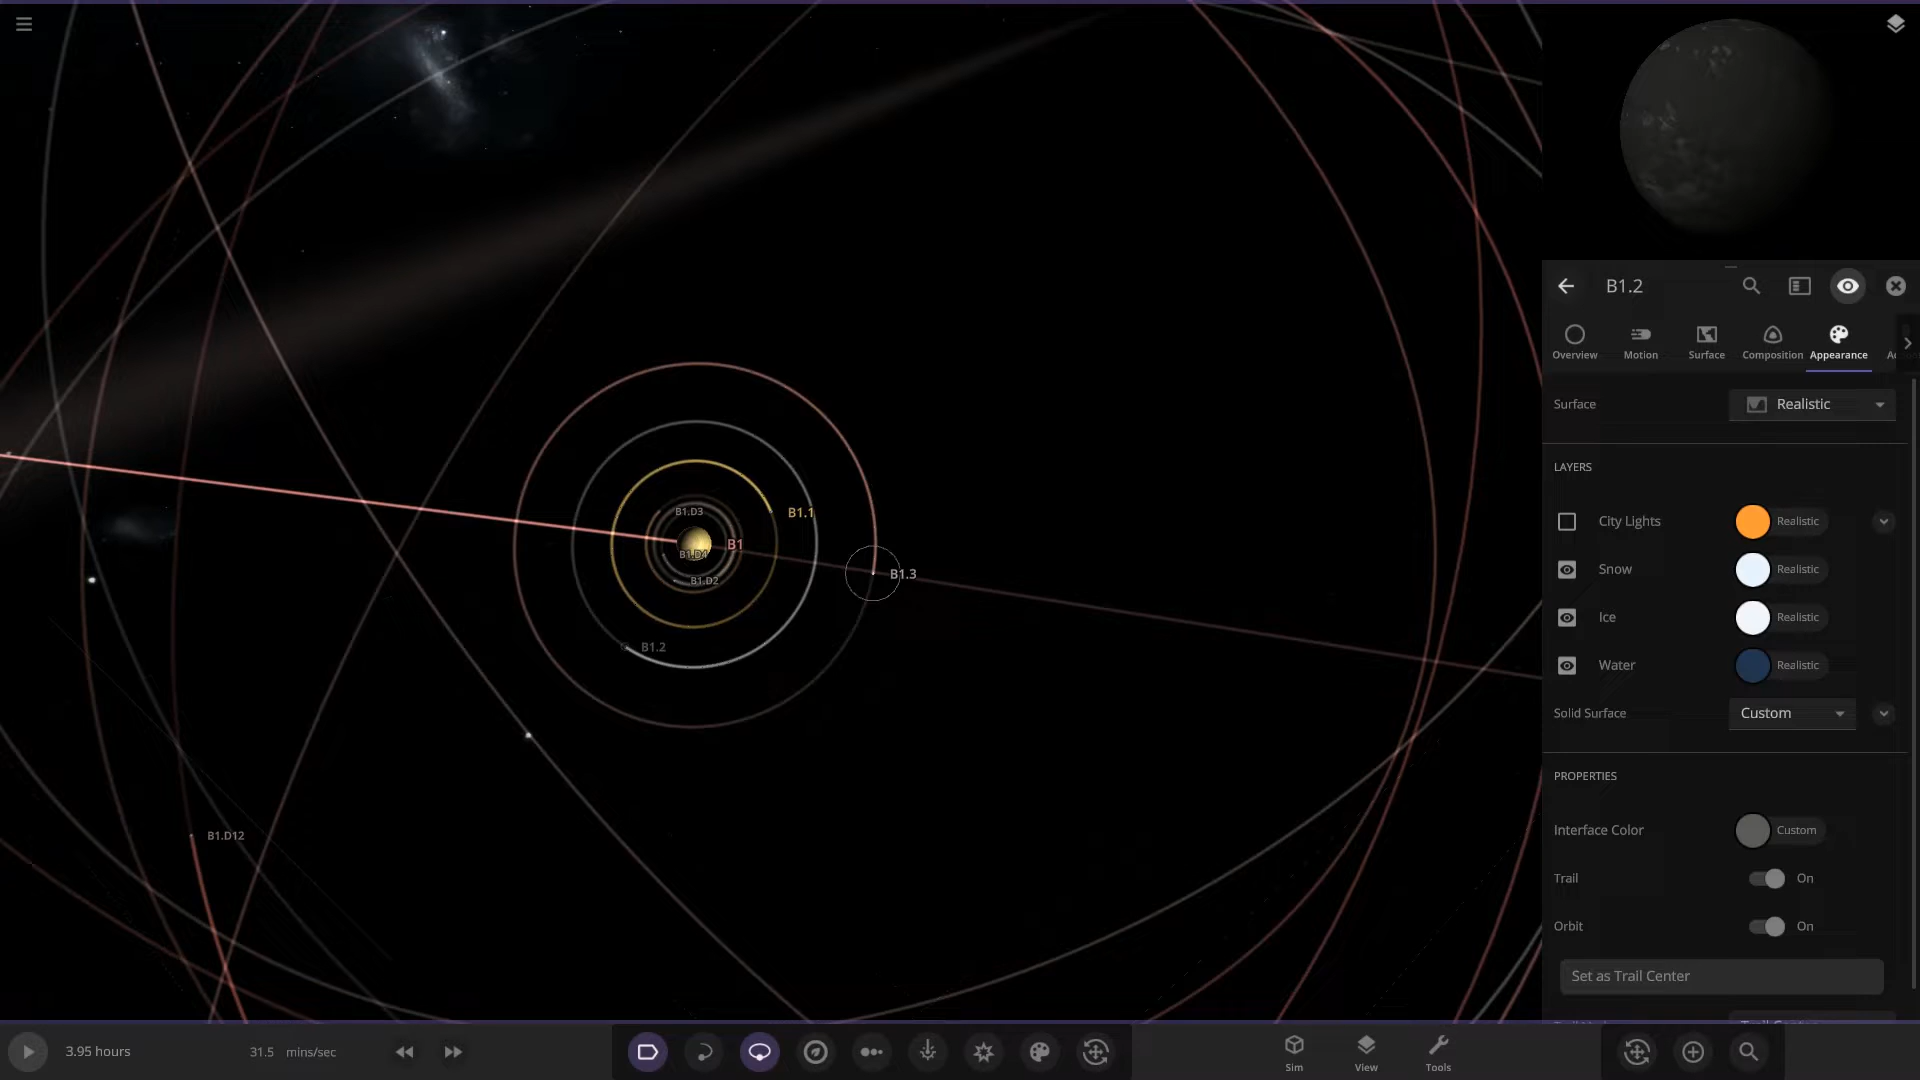 B1.2
Overview
Motion
Surface
Composition
Appearance
Surface
Realistic
LAYERS
City Lights
Realistic
Snow
Realistic
Ice
Realistic
Water
Realistic
Solid Surface
Custom
PROPERTIES
Interface Color
Custom
Trail
On
Orbit
On
Set as Trail Center
B1.D3
B1.1
B1
B1.D4
B1.D2
B1.3
B1.2
B1.D12
3.95 hours
31.5 mins/sec
Sim
View
Tools